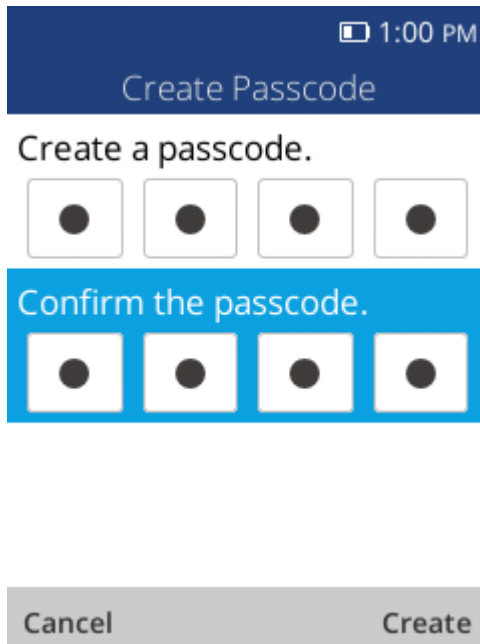 1:00 PM
Create Passcode
Create a passcode.
Confirm the passcode.
Cancel Create